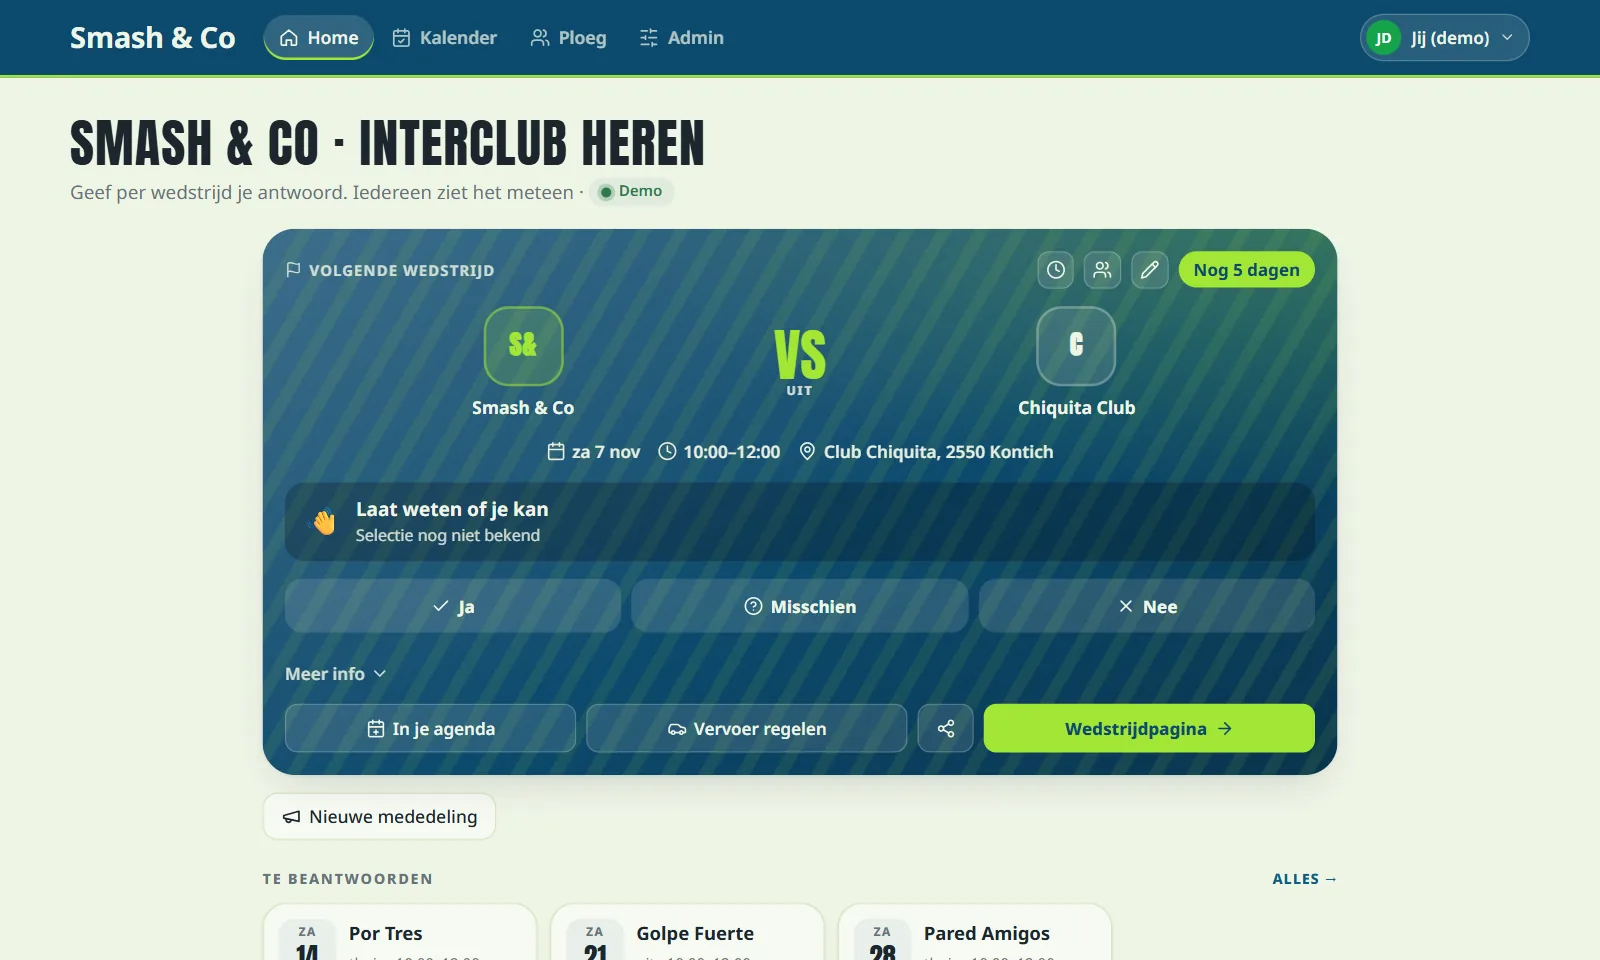 Smash & Co
Home
Kalender
Ploeg
Admin
JD
Jij (demo)
SMASH & CO · INTERCLUB HEREN
Geef per wedstrijd je antwoord. Iedereen ziet het meteen ·
Demo
VOLGENDE WEDSTRIJD
Nog 5 dagen
S&
Smash & Co
VS
UIT
C
Chiquita Club
za 7 nov
10:00–12:00
Club Chiquita, 2550 Kontich
Laat weten of je kan
Selectie nog niet bekend
Ja
Misschien
Nee
Meer info
In je agenda
Vervoer regelen
Wedstrijdpagina →
Nieuwe mededeling
TE BEANTWOORDEN
ALLES →
ZA
14
Por Tres
ZA
21
Golpe Fuerte
ZA
28
Pared Amigos